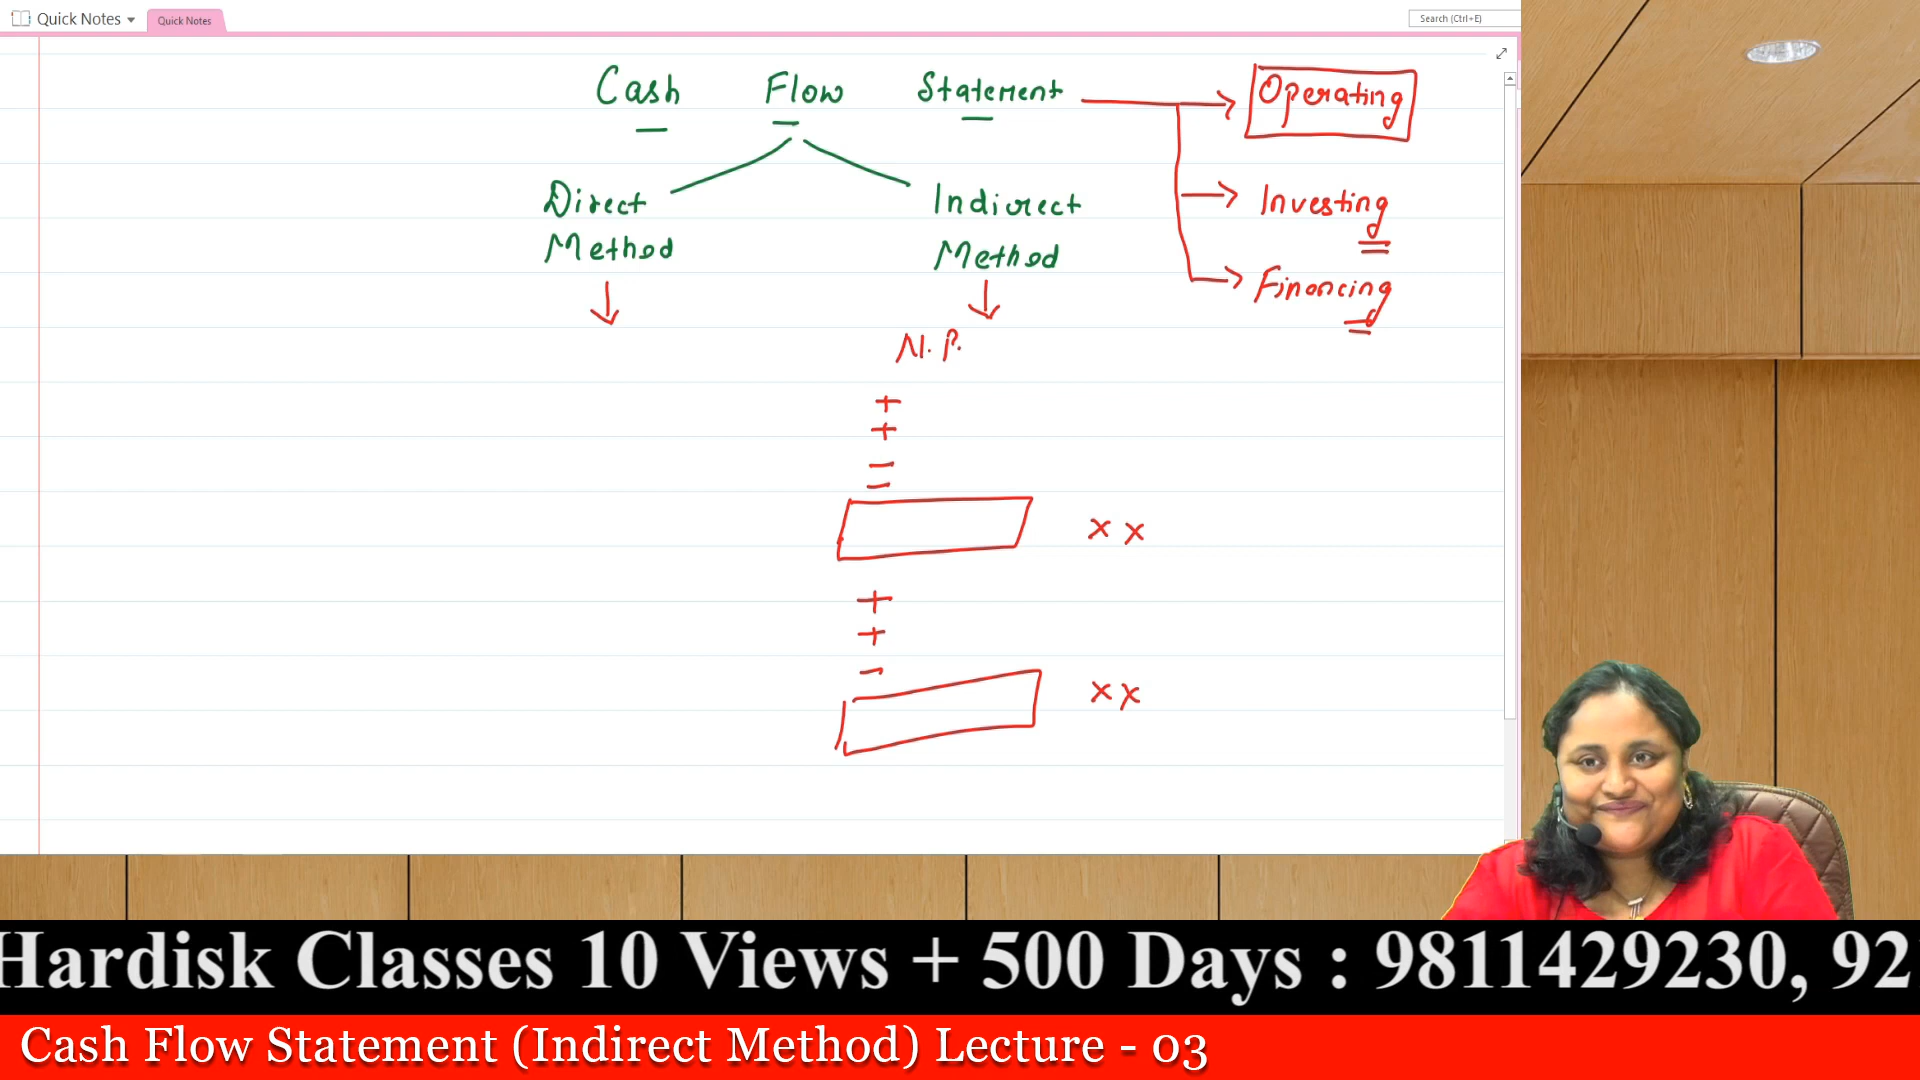 Quick Notes
Quick Notes
Search (Ctrl+E)
Cash Flow Statement
Operating
Investing
Financing
Direct
Method
Indirect
Method
N.P.
+
+
-
-
x x
+
+
-
x x
Hardisk Classes 10 Views + 500 Days : 9811429230, 92
Cash Flow Statement (Indirect Method) Lecture - 03